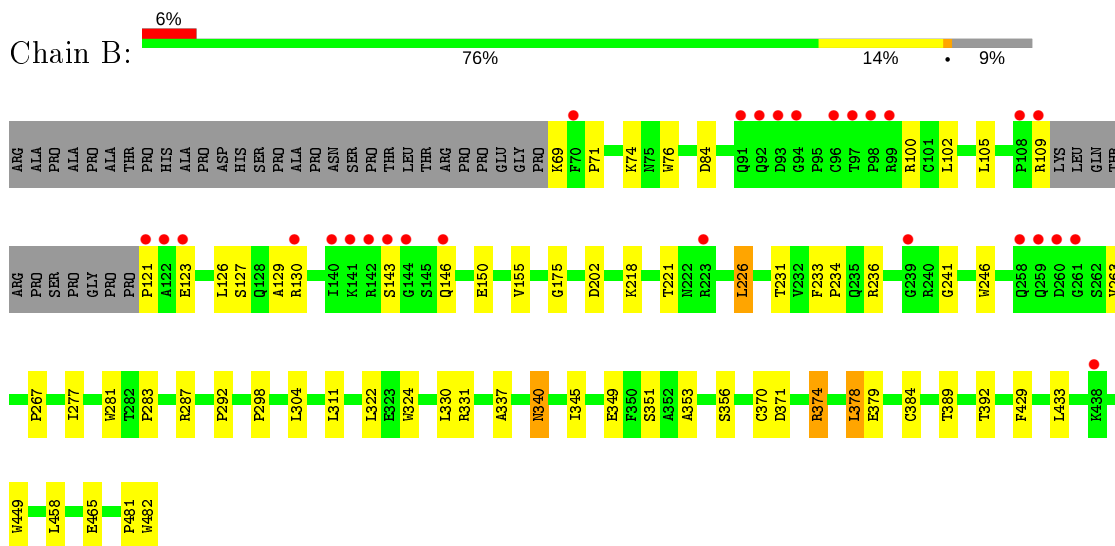 6%
Chain B:
76% 14% • 9%
ARG ALA PRO ALA PRO ALA THR PRO HIS ALA PRO ASP HIS SER PRO ALA PRO ASN SER PRO THR LEU THR ARG PRO PRO GLU GLY PRO K69 F70 P71 K74 N75 W76 D84 Q91 Q92 D93 G94 P95 C96 T97 P98 R99 R100 C101 L102 L105 P108 R109 LYS LEU GLN THR
ARG PRO SER PRO GLY PRO PRO P121 A122 E123 L126 S127 Q128 A129 R130 I140 K141 R142 S143 G144 S145 Q146 E150 V155 G175 D202 K218 T221 N222 R223 L226 T231 V232 F233 P234 Q235 R236 G239 R240 G241 W246 Q258 Q259 D260 G261 S262 V263
P267 I277 W281 T282 P283 R287 P292 P298 L304 L311 L322 E323 W324 L330 R331 A337 N340 I345 E349 F350 S351 A352 A353 S356 C370 D371 R374 L378 E379 C384 T389 T392 F429 L433 K438
W449 L458 E465 P481 W482